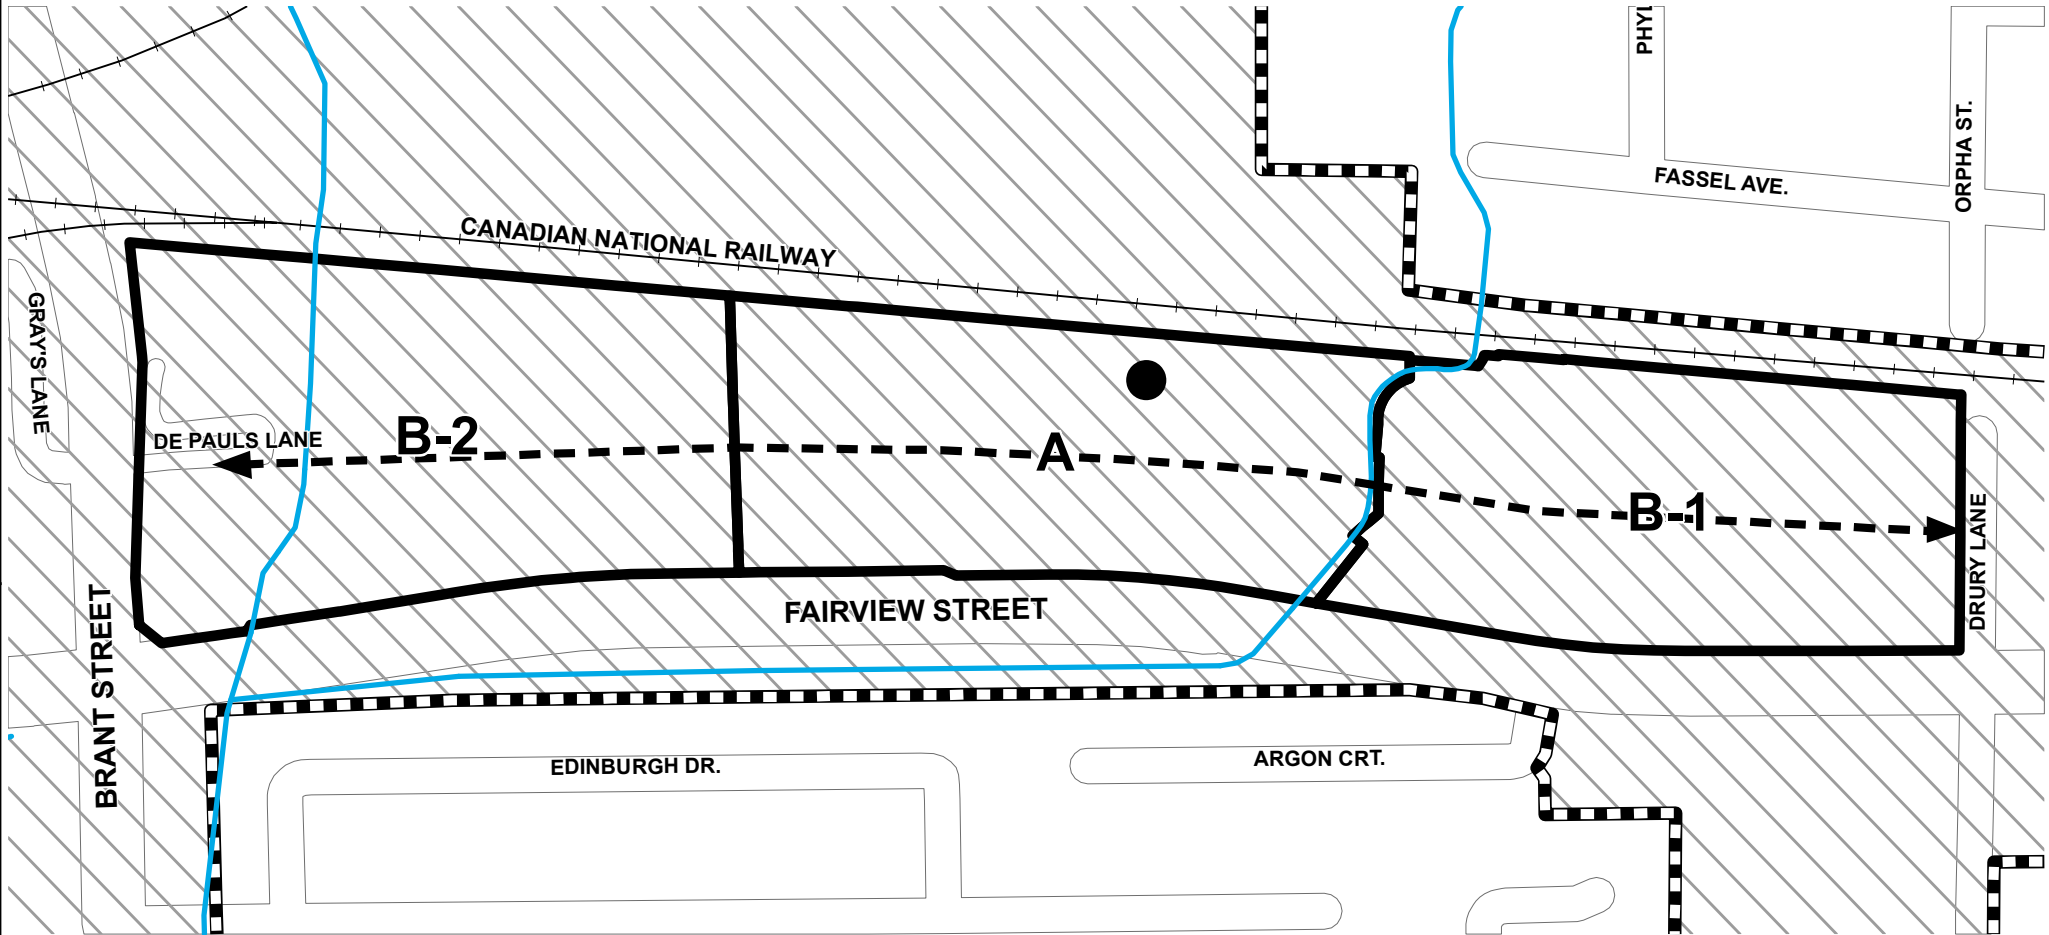 PHYL
ORPHA ST.
FASSEL AVE.
CANADIAN NATIONAL RAILWAY
GRAY'S LANE
DE PAULS LANE
B-2
A
B-1
DRURY LANE
FAIRVIEW STREET
BRANT STREET
EDINBURGH DR.
ARGON CRT.